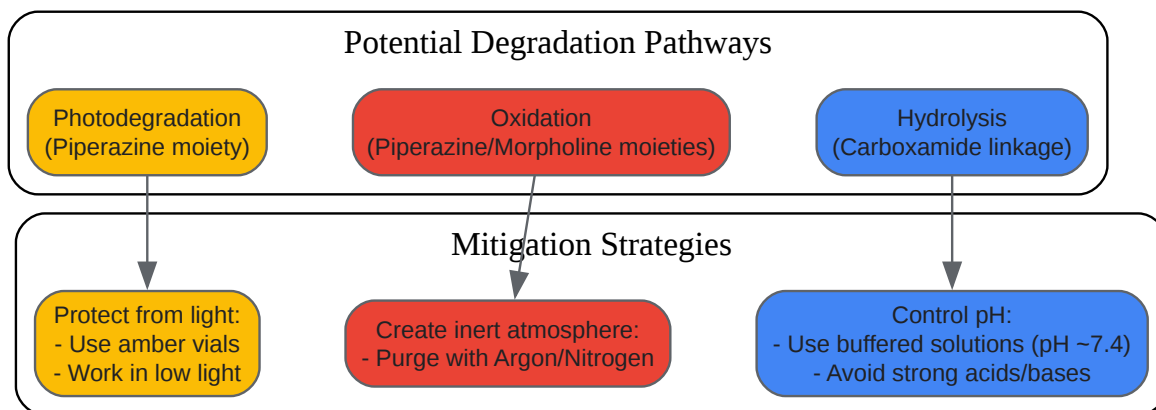 Potential Degradation Pathways
Photodegradation
(Piperazine moiety)
Oxidation
(Piperazine/Morpholine moieties)
Hydrolysis
(Carboxamide linkage)
Mitigation Strategies
Protect from light:
- Use amber vials
- Work in low light
Create inert atmosphere:
- Purge with Argon/Nitrogen
Control pH:
- Use buffered solutions (pH ~7.4)
- Avoid strong acids/bases